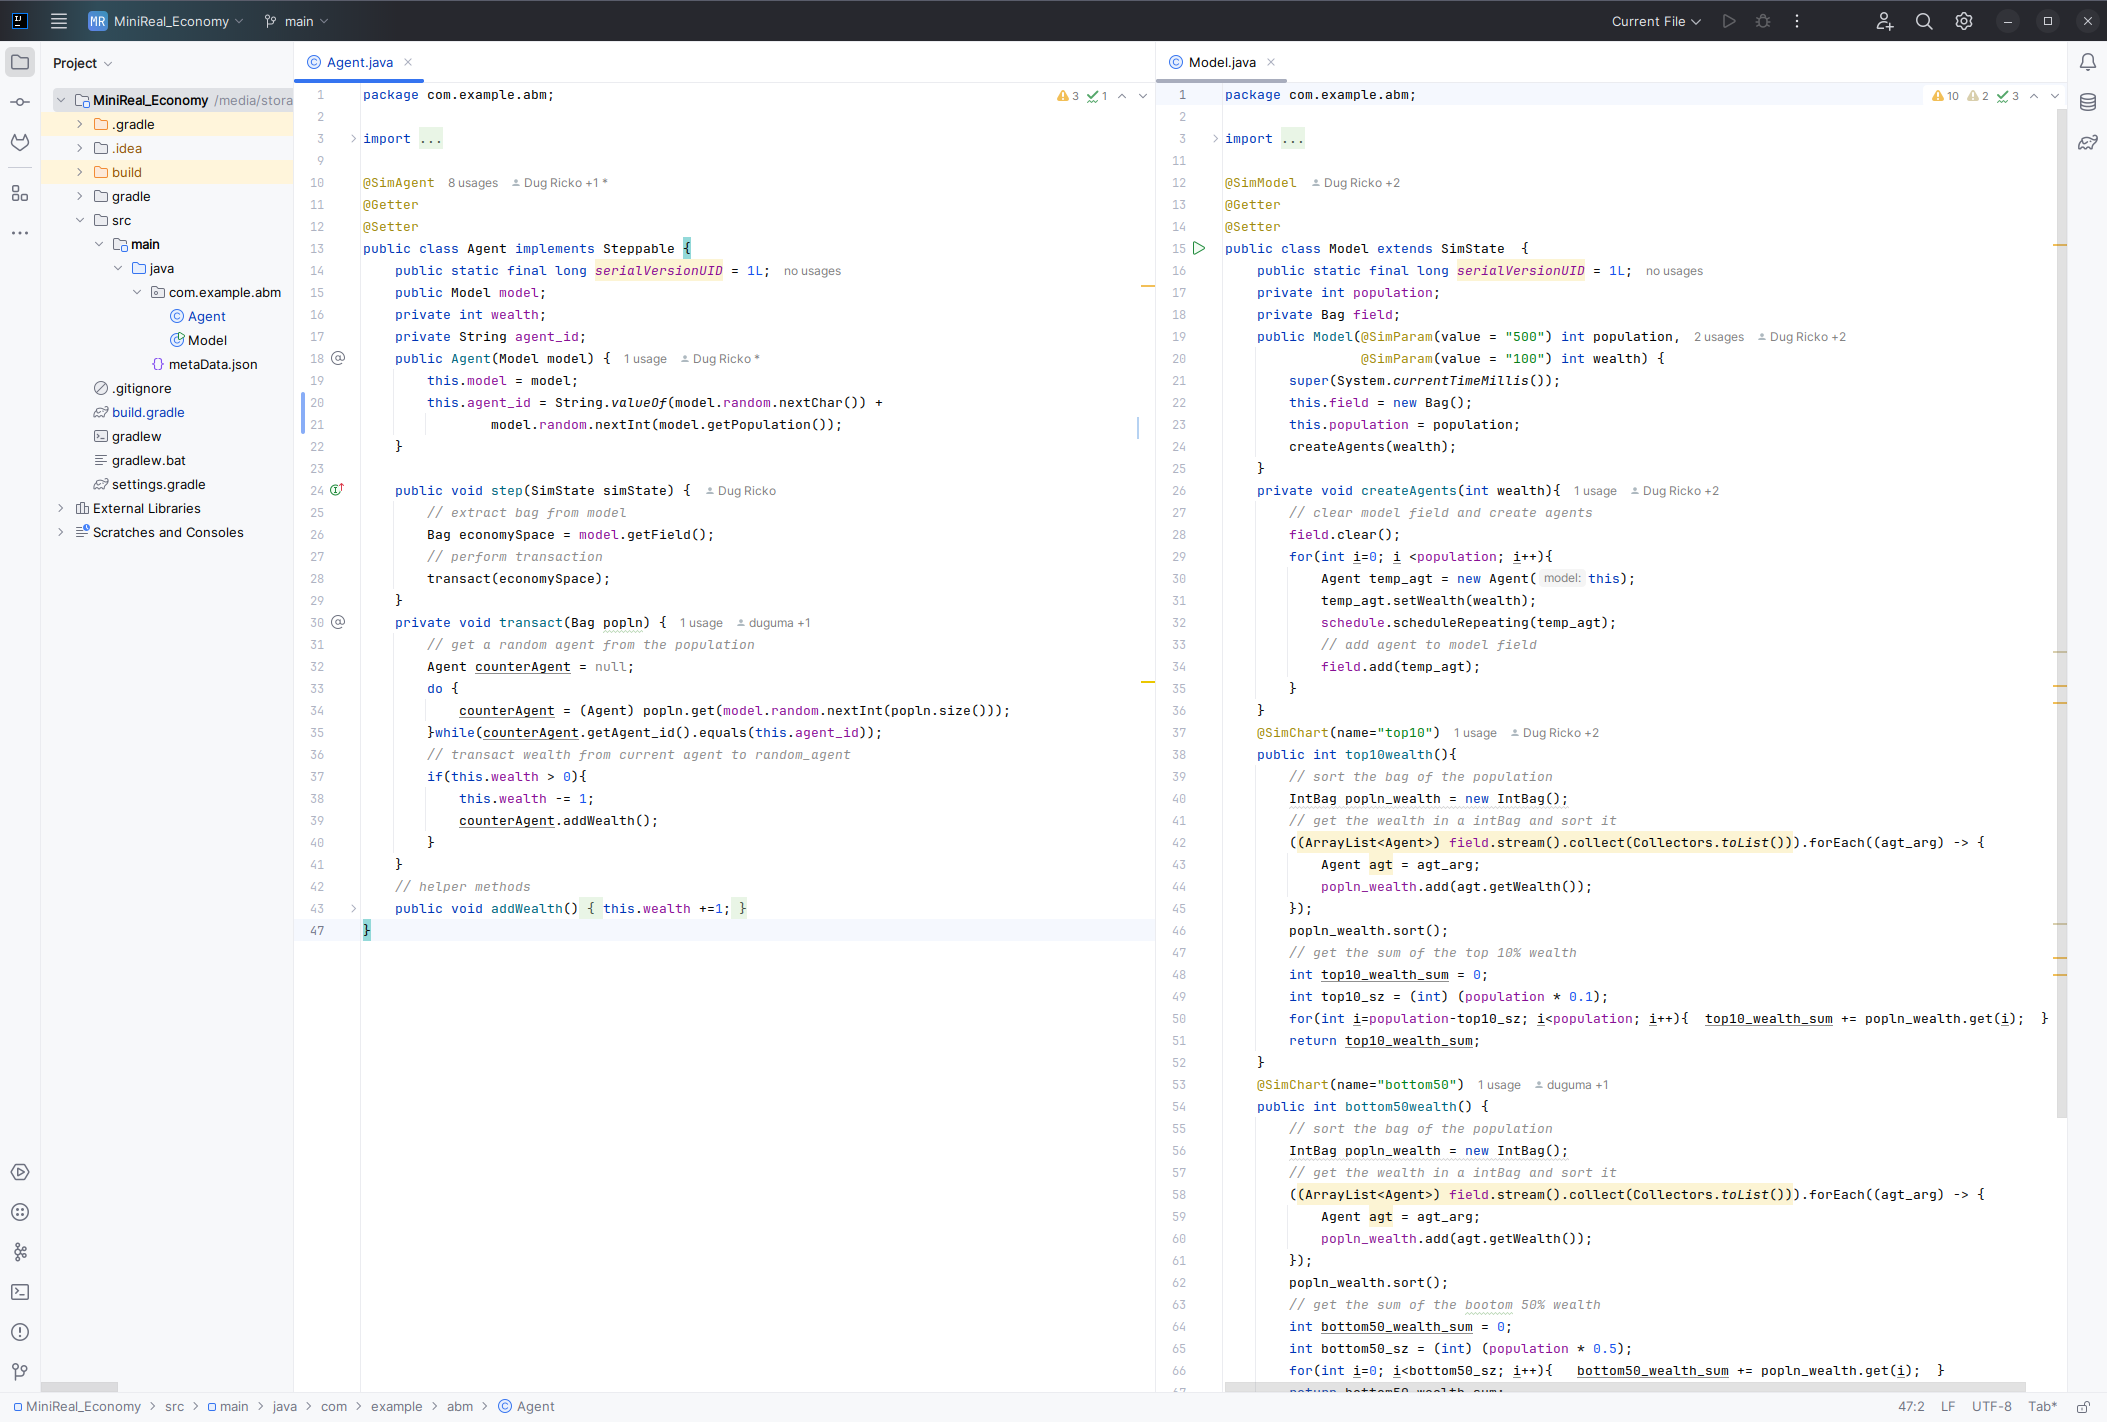 MR MiniReal_Economy main Current File
Project
MiniReal_Economy /media/stora
.gradle
.idea
build
gradle
src
main
java
com.example.abm
Agent
Model
metaData.json
.gitignore
build.gradle
gradlew
gradlew.bat
settings.gradle
External Libraries
Scratches and Consoles
Agent.java
3 1
1 package com.example.abm;
2
3 import ...
9
10 @SimAgent 8 usages Dug Ricko +1 *
11 @Getter
12 @Setter
13 public class Agent implements Steppable {
14 public static final long serialVersionUID = 1L; no usages
15 public Model model;
16 private int wealth;
17 private String agent_id;
18 public Agent(Model model) { 1 usage Dug Ricko *
19 this.model = model;
20 this.agent_id = String.valueOf(model.random.nextChar()) +
21 model.random.nextInt(model.getPopulation());
22 }
23
24 public void step(SimState simState) { Dug Ricko
25 // extract bag from model
26 Bag economySpace = model.getField();
27 // perform transaction
28 transact(economySpace);
29 }
30 private void transact(Bag popln) { 1 usage duguma +1
31 // get a random agent from the population
32 Agent counterAgent = null;
33 do {
34 counterAgent = (Agent) popln.get(model.random.nextInt(popln.size()));
35 }while(counterAgent.getAgent_id().equals(this.agent_id));
36 // transact wealth from current agent to random_agent
37 if(this.wealth > 0){
38 this.wealth -= 1;
39 counterAgent.addWealth();
40 }
41 }
42 // helper methods
43 public void addWealth() { this.wealth +=1; }
47 }
Model.java
10 2 3
1 package com.example.abm;
2
3 import ...
11
12 @SimModel Dug Ricko +2
13 @Getter
14 @Setter
15 public class Model extends SimState {
16 public static final long serialVersionUID = 1L; no usages
17 private int population;
18 private Bag field;
19 public Model(@SimParam(value = "500") int population, 2 usages Dug Ricko +2
20 @SimParam(value = "100") int wealth) {
21 super(System.currentTimeMillis());
22 this.field = new Bag();
23 this.population = population;
24 createAgents(wealth);
25 }
26 private void createAgents(int wealth){ 1 usage Dug Ricko +2
27 // clear model field and create agents
28 field.clear();
29 for(int i=0; i <population; i++){
30 Agent temp_agt = new Agent( model: this);
31 temp_agt.setWealth(wealth);
32 schedule.scheduleRepeating(temp_agt);
33 // add agent to model field
34 field.add(temp_agt);
35 }
36 }
37 @SimChart(name="top10") 1 usage Dug Ricko +2
38 public int top10wealth(){
39 // sort the bag of the population
40 IntBag popln_wealth = new IntBag();
41 // get the wealth in a intBag and sort it
42 ((ArrayList<Agent>) field.stream().collect(Collectors.toList())).forEach((agt_arg) -> {
43 Agent agt = agt_arg;
44 popln_wealth.add(agt.getWealth());
45 });
46 popln_wealth.sort();
47 // get the sum of the top 10% wealth
48 int top10_wealth_sum = 0;
49 int top10_sz = (int) (population * 0.1);
50 for(int i=population-top10_sz; i<population; i++){ top10_wealth_sum += popln_wealth.get(i); }
51 return top10_wealth_sum;
52 }
53 @SimChart(name="bottom50") 1 usage duguma +1
54 public int bottom50wealth() {
55 // sort the bag of the population
56 IntBag popln_wealth = new IntBag();
57 // get the wealth in a intBag and sort it
58 ((ArrayList<Agent>) field.stream().collect(Collectors.toList())).forEach((agt_arg) -> {
59 Agent agt = agt_arg;
60 popln_wealth.add(agt.getWealth());
61 });
62 popln_wealth.sort();
63 // get the sum of the bootom 50% wealth
64 int bottom50_wealth_sum = 0;
65 int bottom50_sz = (int) (population * 0.5);
66 for(int i=0; i<bottom50_sz; i++){ bottom50_wealth_sum += popln_wealth.get(i); }
67 return bottom50_wealth_sum;
MiniReal_Economy > src > main > java > com > example > abm > Agent
47:2 LF UTF-8 Tab*